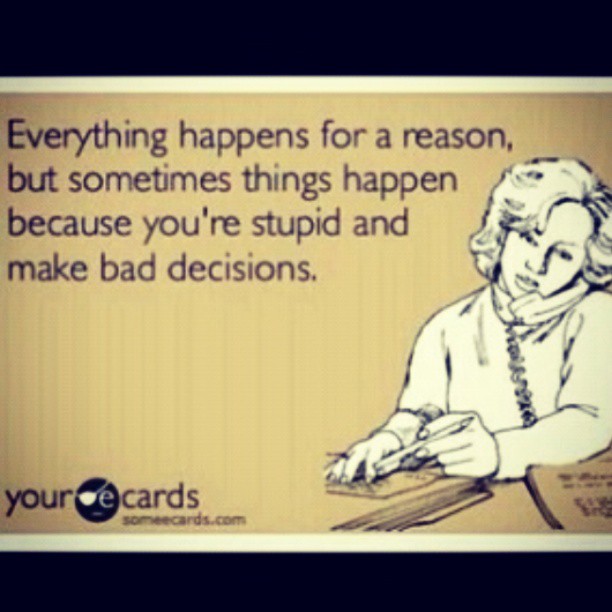 Everything happens for a reason,
but sometimes things happen
because you're stupid and
make bad decisions.
your e cards
someecards.com